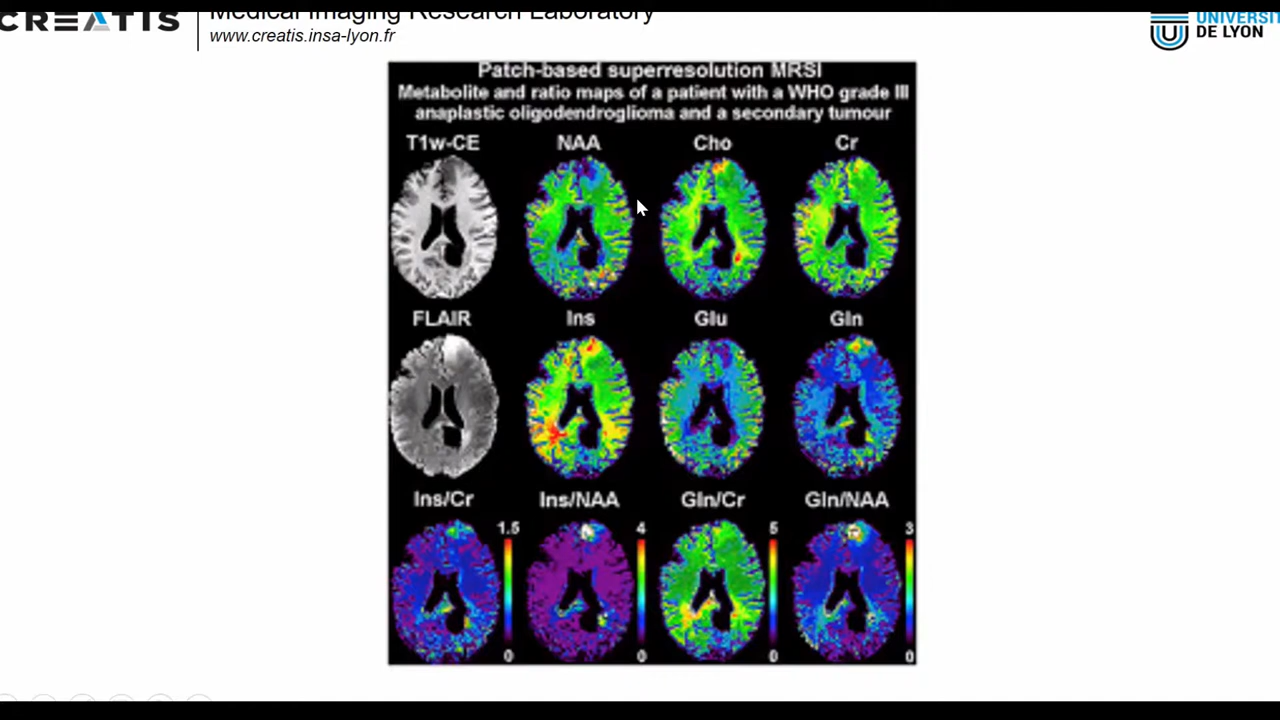 CREATIS
Medical Imaging Research Laboratory
www.creatis.insa-lyon.fr
UNIVERSIT
DE LYON
Patch-based superresolution MRSI
Metabolite and ratio maps of a patient with a WHO grade III
anaplastic oligodendroglioma and a secondary tumour
T1w-CE NAA Cho Cr
FLAIR Ins Glu Gln
Ins/Cr Ins/NAA Gln/Cr Gln/NAA
1.5 4 5 3
0 0 0 0